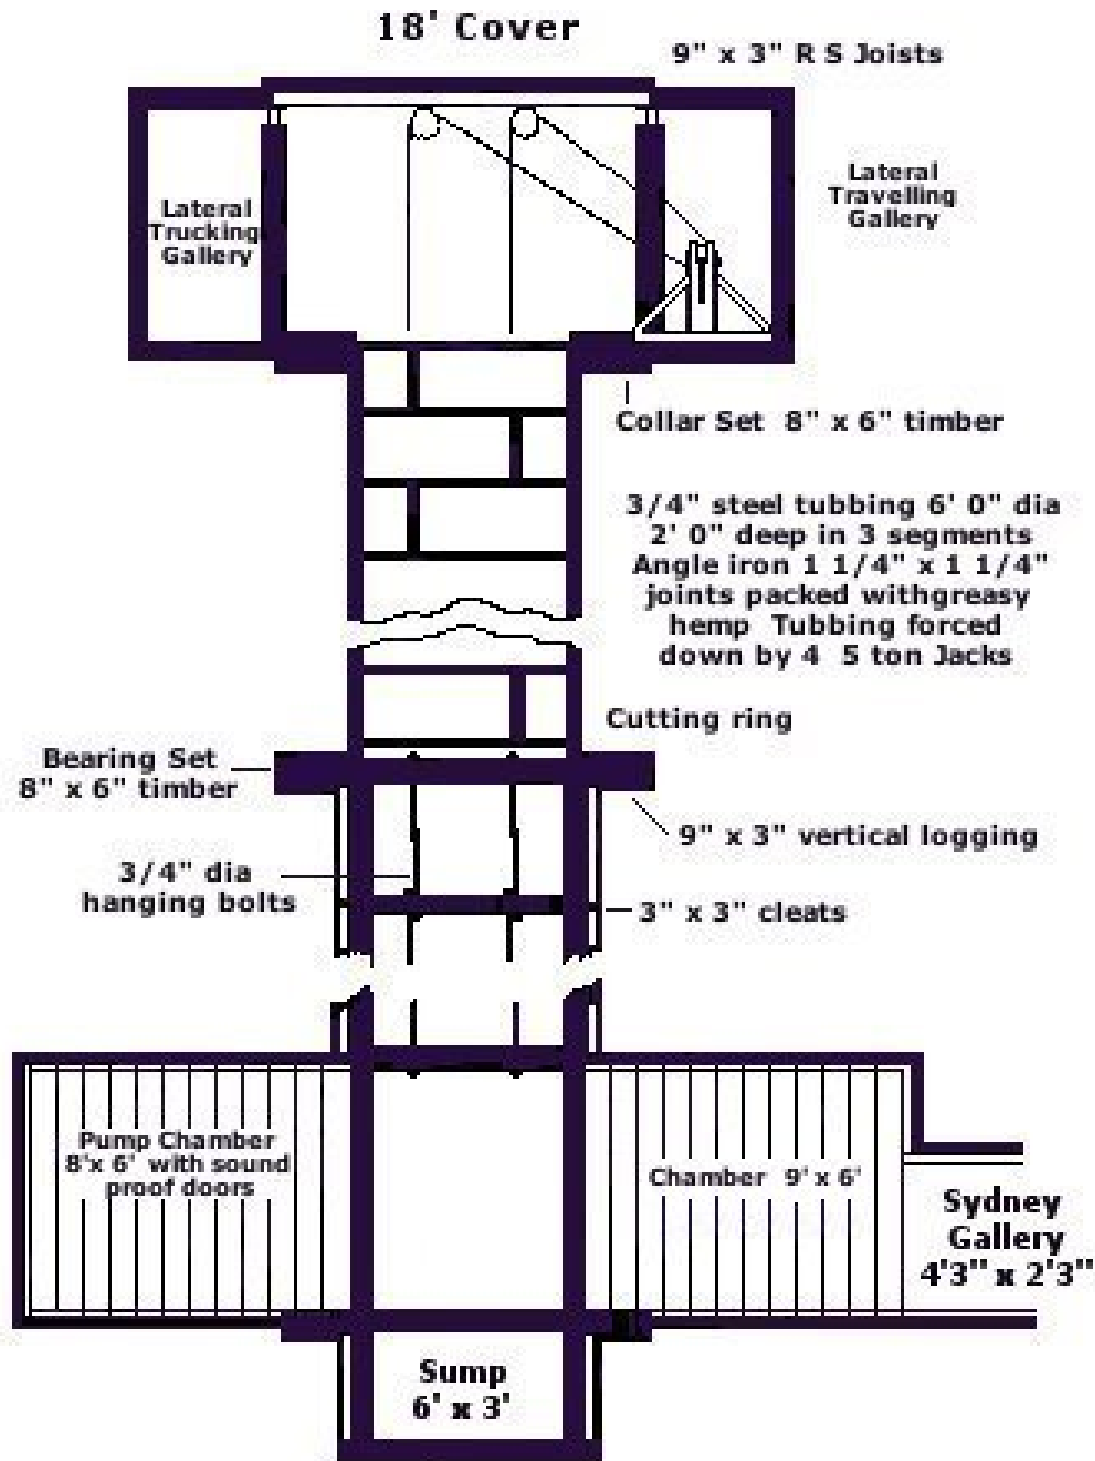 18' Cover
9" x 3" R S Joists
Lateral
Trucking
Gallery
Lateral
Travelling
Gallery
Collar Set 8" x 6" timber
3/4" steel tubbing 6' 0" dia
2' 0" deep in 3 segments
Angle iron 1 1/4" x 1 1/4"
joints packed withgreasy
hemp Tubbing forced
down by 4 5 ton Jacks
Cutting ring
Bearing Set
8" x 6" timber
9" x 3" vertical logging
3/4" dia
hanging bolts
3" x 3" cleats
Pump Chamber
8'x 6' with sound
proof doors
Chamber 9' x 6'
Sydney
Gallery
4'3" x 2'3"
Sump
6' x 3'